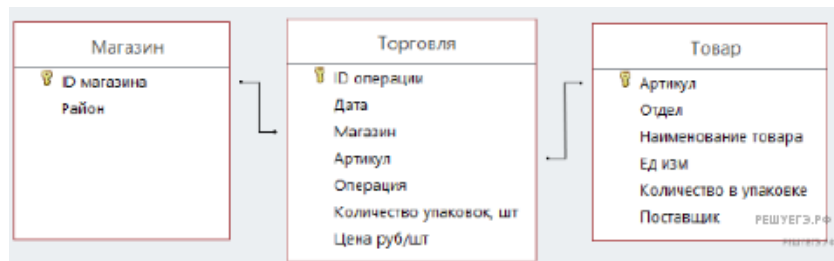 Магазин
ID магазина
Район
Торговля
ID операции
Дата
Магазин
Артикул
Операция
Количество упаковок, шт
Цена руб/шт
Товар
Артикул
Отдел
Наименование товара
Ед изм
Количество в упаковке
Поставщик
РЕШУЕГЭ.РФ